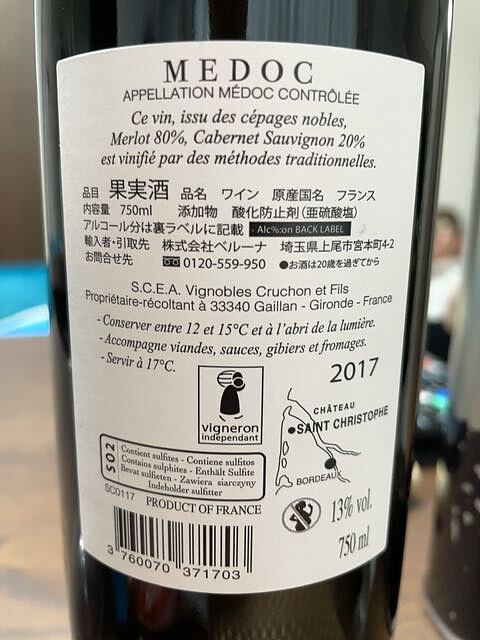 MEDOC
APPELLATION MÉDOC CONTRÔLÉE
Ce vin, issu des cépages nobles,
Merlot 80%, Cabernet Sauvignon 20%
est vinifié par des méthodes traditionnelles.
品目 果実酒 品名 ワイン 原産国名 フランス
内容量 750ml 添加物 酸化防止剤(亜硫酸塩)
アルコール分は裏ラベルに記載 Alc%:on BACK LABEL
輸入者・引取先 株式会社ベルーナ 埼玉県上尾市宮本町4-2
お問合せ先 0120-559-950 ●お酒は20歳を過ぎてから
S.C.E.A. Vignobles Cruchon et Fils
Propriétaire-récoltant à 33340 Gaillan - Gironde - France
- Conserver entre 12 et 15°C et à l'abri de la lumière.
- Accompagne viandes, sauces, gibiers et fromages.
- Servir à 17°C.
2017
vigneron
indépendant
CHÂTEAU
SAINT CHRISTOPHE
BORDEAUX
SO2
Contient sulfites - Contiene sulfitos
Contains sulphites - Enthält Sulfite
Bevat sulfieten - Zawiera siarczyny
Indeholder sulfitter
SC0117 PRODUCT OF FRANCE
13% vol.
750 ml
3 760070 371703